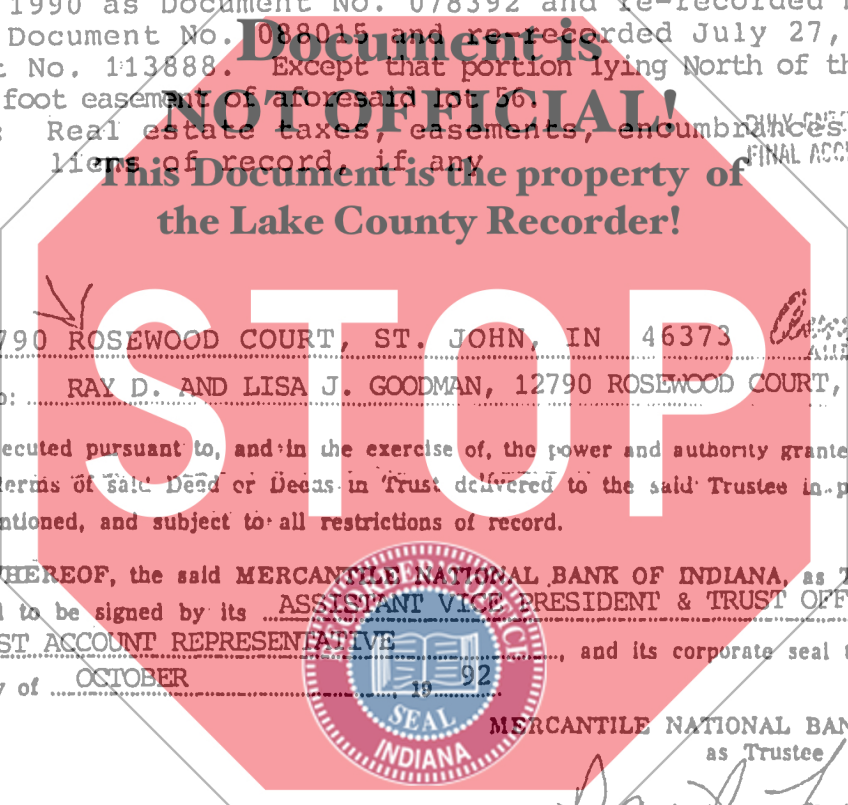 1990 as Document No. 078392 and re-recorded
Document No. 088015 and re-recorded July 27,
No. 113888. Except that portion lying North of th
foot easement of aforesaid lot 56.
Real estate taxes, easements, encumbrances
liens of record, if any
Document is
NOT OFFICIAL!
This Document is the property of
the Lake County Recorder!
FINAL
STOP
790 ROSEWOOD COURT, ST. JOHN, IN 46373
o: RAY D. AND LISA J. GOODMAN, 12790 ROSEWOOD COURT,
ecuted pursuant to, and in the exercise of, the power and authority grante
terms of said Deed or Deeds in Trust delivered to the said Trustee in p
ntioned, and subject to all restrictions of record.
HEREOF, the said MERCANTILE NATIONAL BANK OF INDIANA, as T
d to be signed by its ASSISTANT VICE PRESIDENT & TRUST OFF
ST ACCOUNT REPRESENTATIVE, and its corporate seal
y of OCTOBER 19 92
SEAL
INDIANA
MERCANTILE NATIONAL BAN
as Trustee